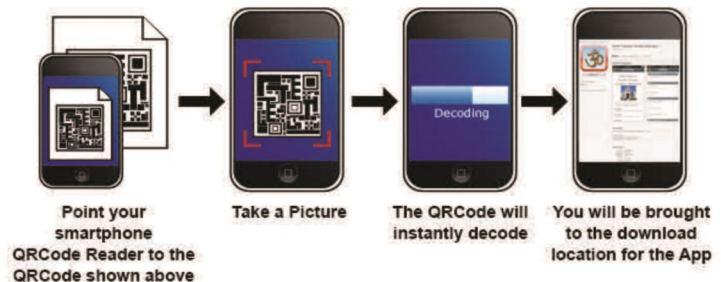 Decoding
Point your
smartphone
QRCode Reader to the
QRCode shown above
Take a Picture
The QRCode will
instantly decode
You will be brought
to the download
location for the App